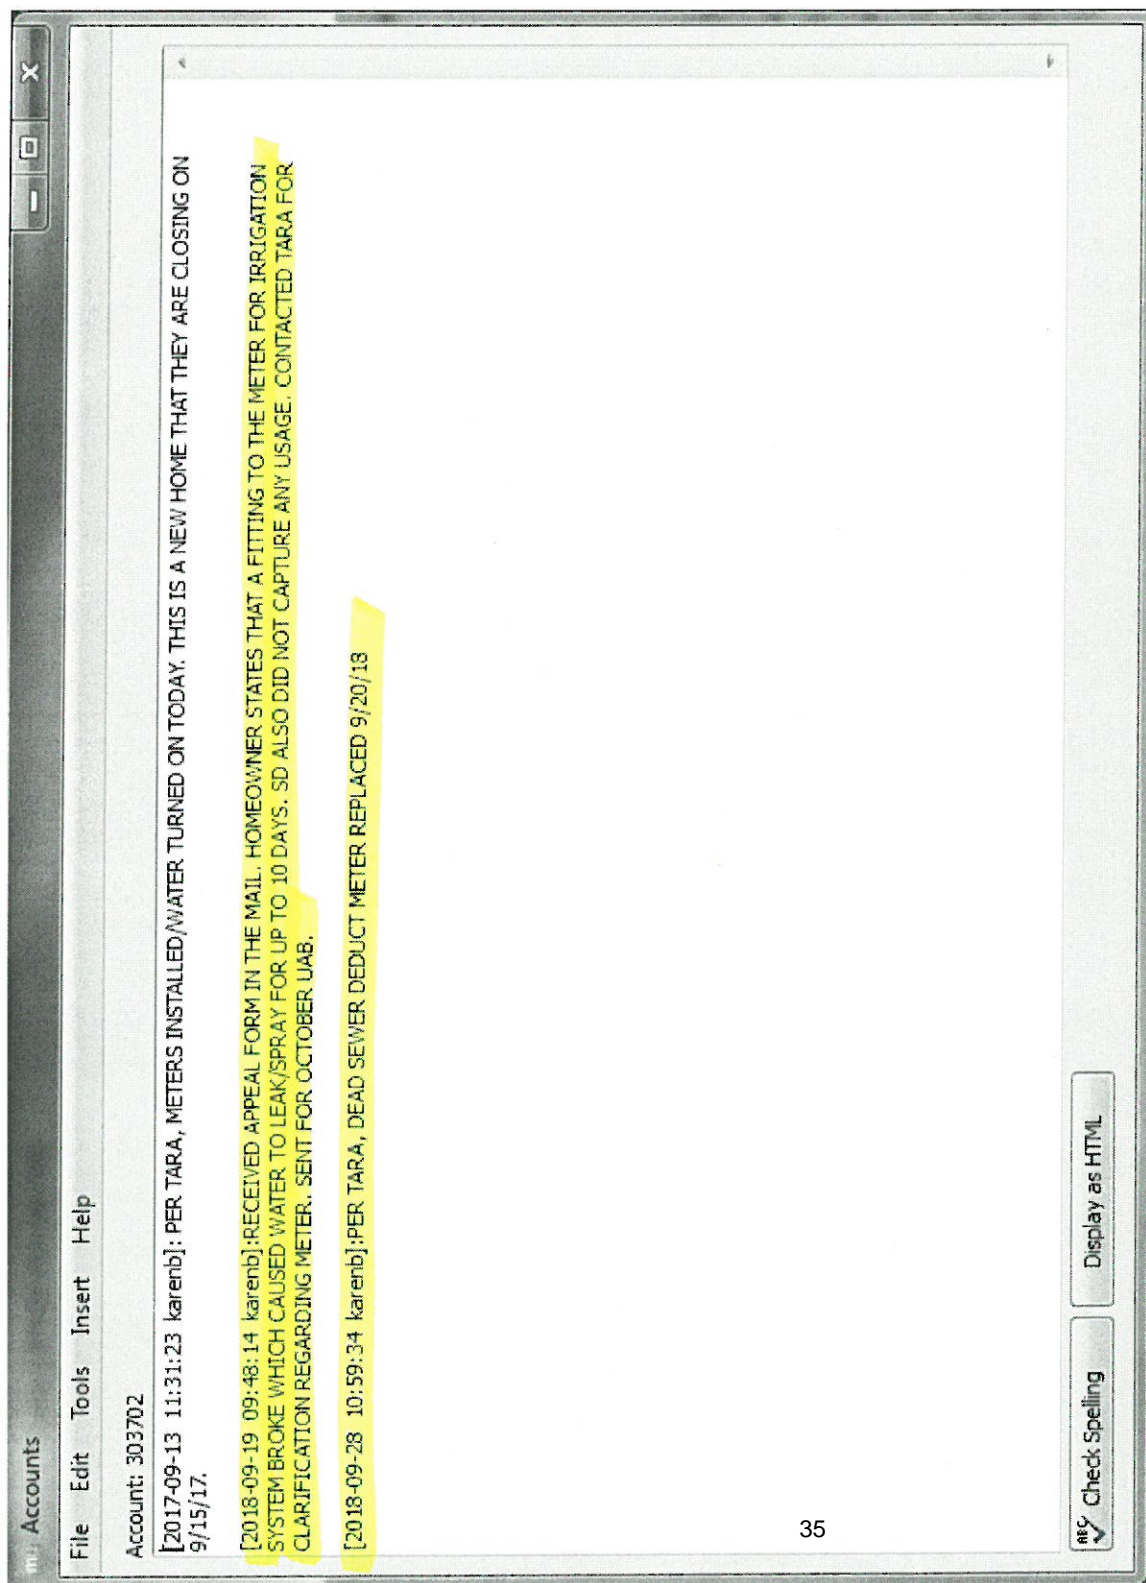 Accounts
File Edit Tools Insert Help
Account: 303702
[2017-09-13 11:31:23 karenb]: PER TARA, METERS INSTALLED/WATER TURNED ON TODAY. THIS IS A NEW HOME THAT THEY ARE CLOSING ON
9/15/17.
[2018-09-19 09:48:14 karenb]:RECEIVED APPEAL FORM IN THE MAIL. HOMEOWNER STATES THAT A FITTING TO THE METER FOR IRRIGATION
SYSTEM BROKE WHICH CAUSED WATER TO LEAK/SPRAY FOR UP TO 10 DAYS. SD ALSO DID NOT CAPTURE ANY USAGE. CONTACTED TARA FOR
CLARIFICATION REGARDING METER. SENT FOR OCTOBER UAB.
[2018-09-28 10:59:34 karenb]:PER TARA, DEAD SEWER DEDUCT METER REPLACED 9/20/18
ABC Check Spelling
Display as HTML
35